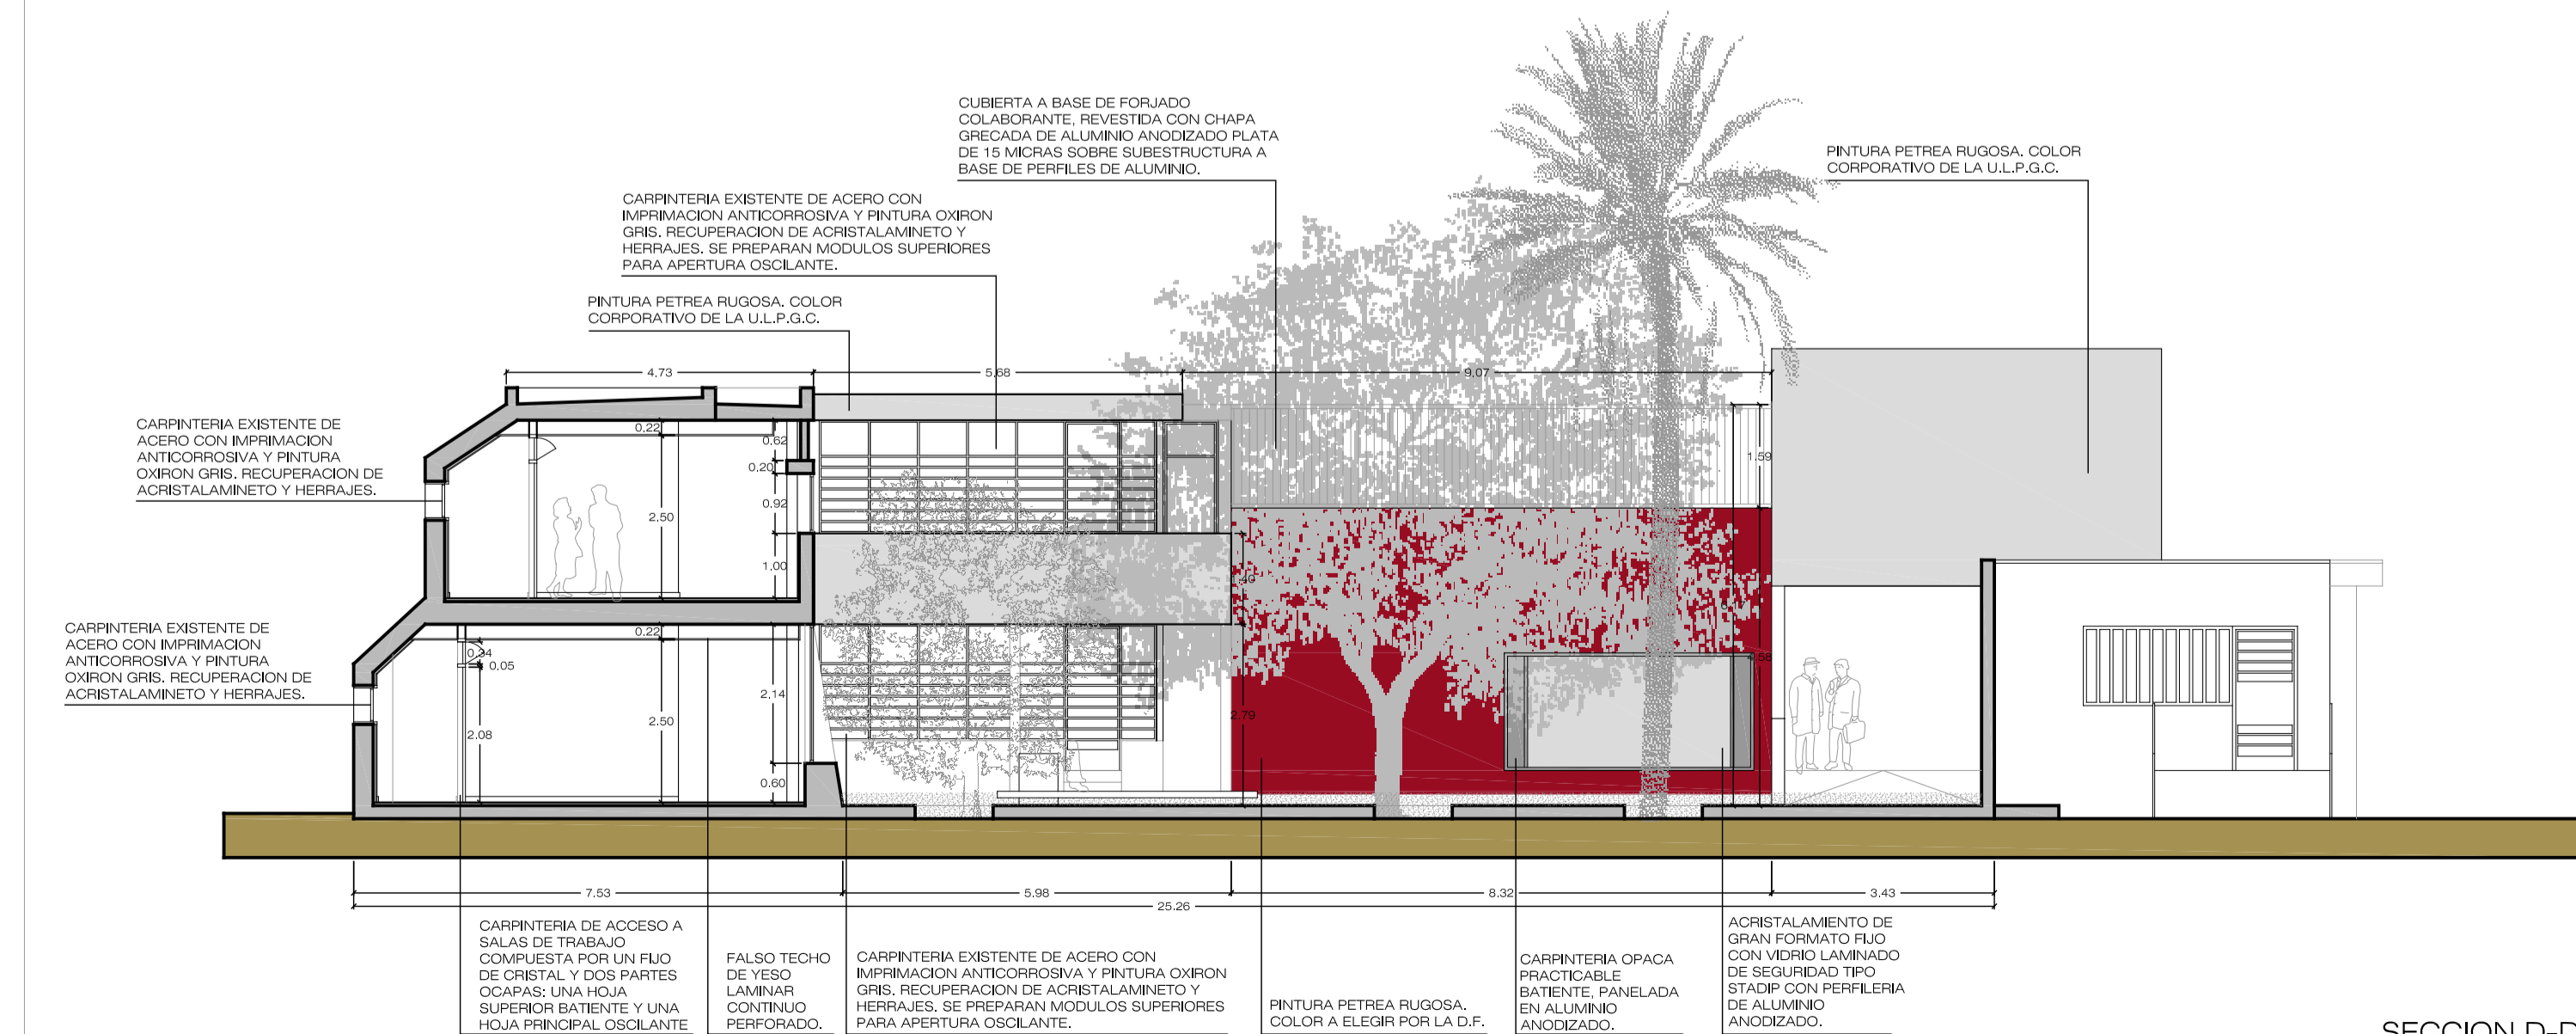 CUBIERTA A BASE DE FORJADO
COLABORANTE, REVESTIDA CON CHAPA
GRECADA DE ALUMINIO ANODIZADO PLATA
DE 15 MICRAS SOBRE SUBESTRUCTURA A
BASE DE PERFILES DE ALUMINIO.
PINTURA PETREA RUGOSA. COLOR
CORPORATIVO DE LA U.L.P.G.C.
CARPINTERIA EXISTENTE DE ACERO CON
IMPRIMACION ANTICORROSIVA Y PINTURA OXIRON
GRIS. RECUPERACION DE ACRISTALAMINETO Y
HERRAJES. SE PREPARAN MODULOS SUPERIORES
PARA APERTURA OSCILANTE.
PINTURA PETREA RUGOSA. COLOR
CORPORATIVO DE LA U.L.P.G.C.
4.73
5.68
9.07
CARPINTERIA EXISTENTE DE
ACERO CON IMPRIMACION
ANTICORROSIVA Y PINTURA
OXIRON GRIS. RECUPERACION DE
ACRISTALAMINETO Y HERRAJES.
0.22
0.62
0.20
0.92
2.50
1.00
1.59
1.40
CARPINTERIA EXISTENTE DE
ACERO CON IMPRIMACION
ANTICORROSIVA Y PINTURA
OXIRON GRIS. RECUPERACION DE
ACRISTALAMINETO Y HERRAJES.
0.22
0.34
0,05
2.14
2.50
2.08
0.60
2.79
4.58
7.53
5.98
8.32
3.43
25.26
CARPINTERIA DE ACCESO A
SALAS DE TRABAJO
COMPUESTA POR UN FIJO
DE CRISTAL Y DOS PARTES
OCAPAS: UNA HOJA
SUPERIOR BATIENTE Y UNA
HOJA PRINCIPAL OSCILANTE
FALSO TECHO
DE YESO
LAMINAR
CONTINUO
PERFORADO.
CARPINTERIA EXISTENTE DE ACERO CON
IMPRIMACION ANTICORROSIVA Y PINTURA OXIRON
GRIS. RECUPERACION DE ACRISTALAMINETO Y
HERRAJES. SE PREPARAN MODULOS SUPERIORES
PARA APERTURA OSCILANTE.
PINTURA PETREA RUGOSA.
COLOR A ELEGIR POR LA D.F.
CARPINTERIA OPACA
PRACTICABLE
BATIENTE, PANELADA
EN ALUMINIO
ANODIZADO.
ACRISTALAMIENTO DE
GRAN FORMATO FIJO
CON VIDRIO LAMINADO
DE SEGURIDAD TIPO
STADIP CON PERFILERIA
DE ALUMINIO
ANODIZADO.
SECCION D-D